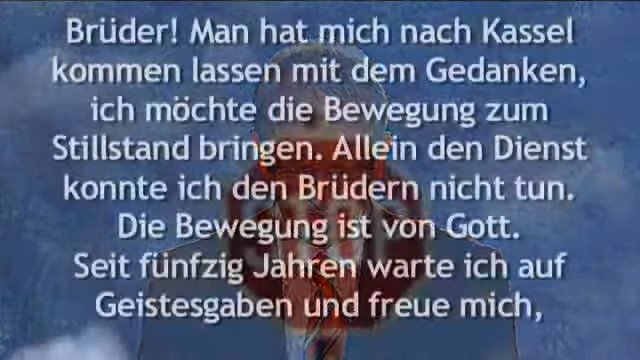 Brüder! Man hat mich nach Kassel
kommen lassen mit dem Gedanken,
ich möchte die Bewegung zum
Stillstand bringen. Allein den Dienst
konnte ich den Brüdern nicht tun.
Die Bewegung ist von Gott.
Seit fünfzig Jahren warte ich auf
Geistesgaben und freue mich,